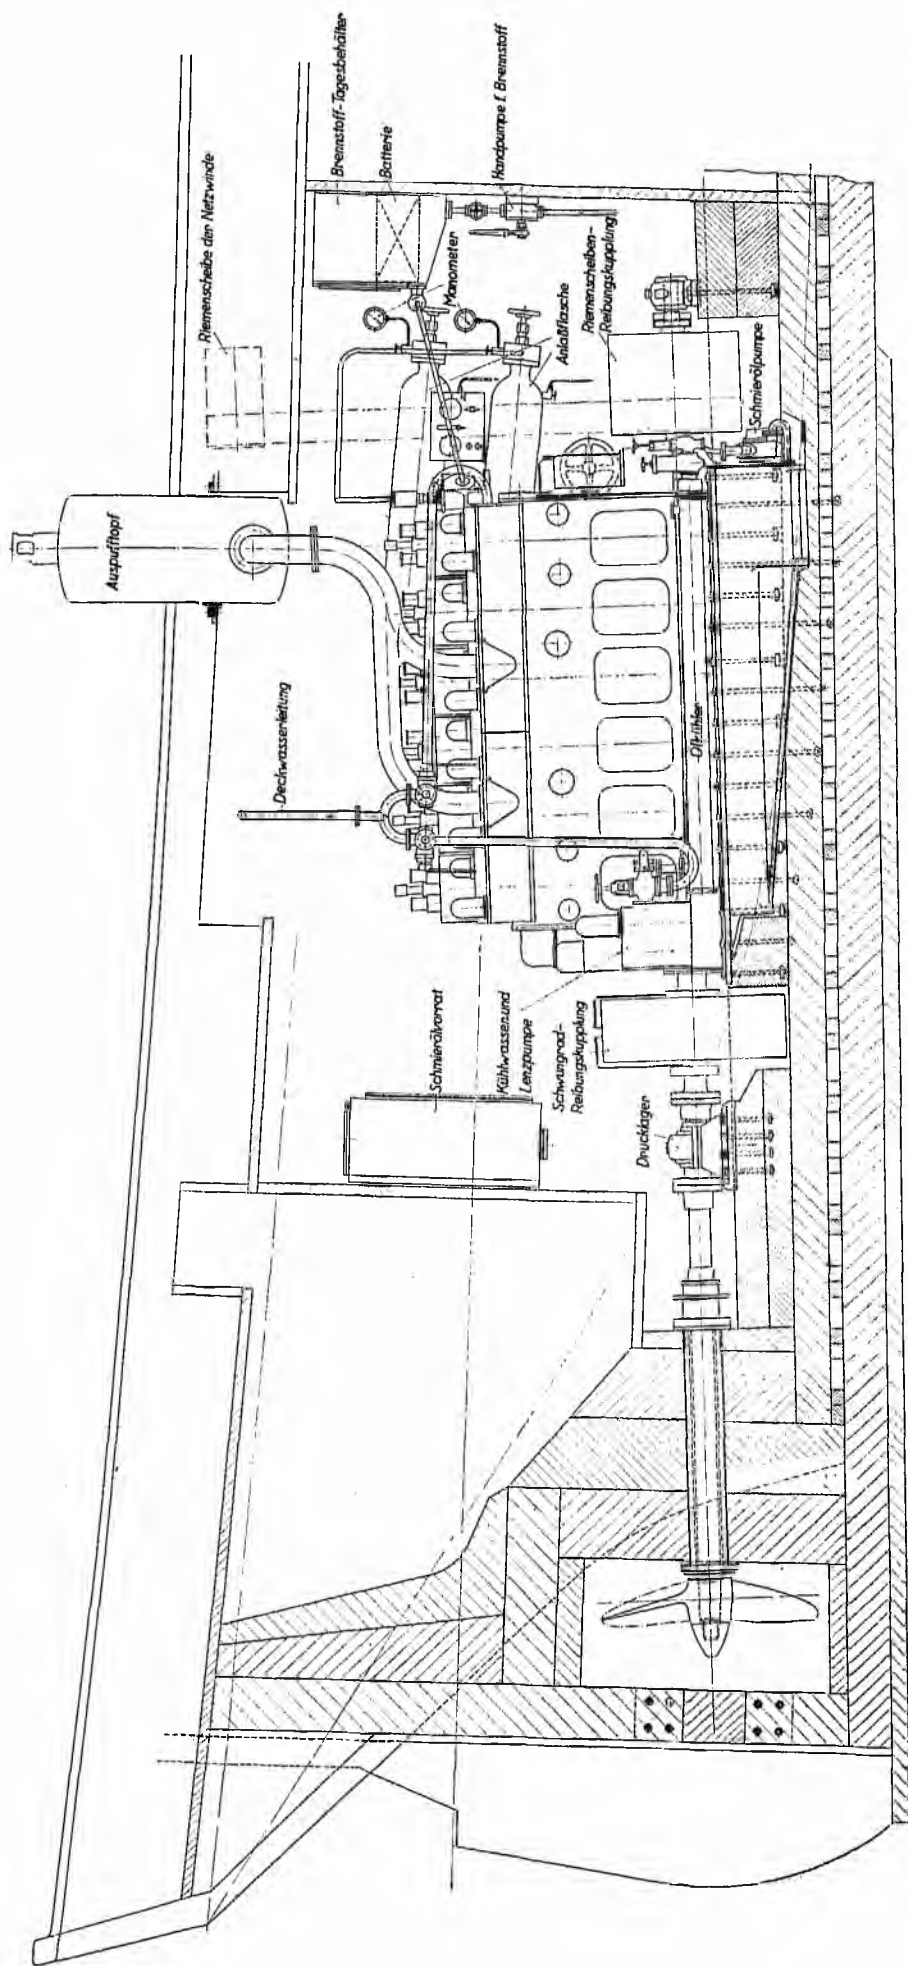 Brennstoff-Tagesbehälter
Batterie
Handpumpe f. Brennstoff
Riemenscheibe der Netzwinde
Manometer
Anlaßflasche
Riemenscheiben-
Reibungskupplung
Schmierölpumpe
Auspufftopf
Deckwasserleitung
Ölkühler
Schmierölvorrat
Kühlwasser und
Lenzpumpe
Schwungrad-
Reibungskupplung
Drucklager